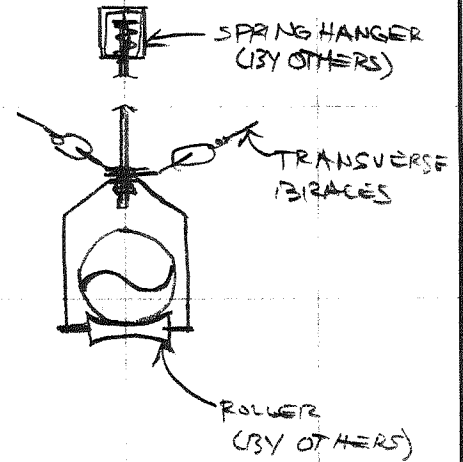 SPRING HANGER
(BY OTHERS)
TRANSVERSE
BRACES
ROLLER
(BY OTHERS)